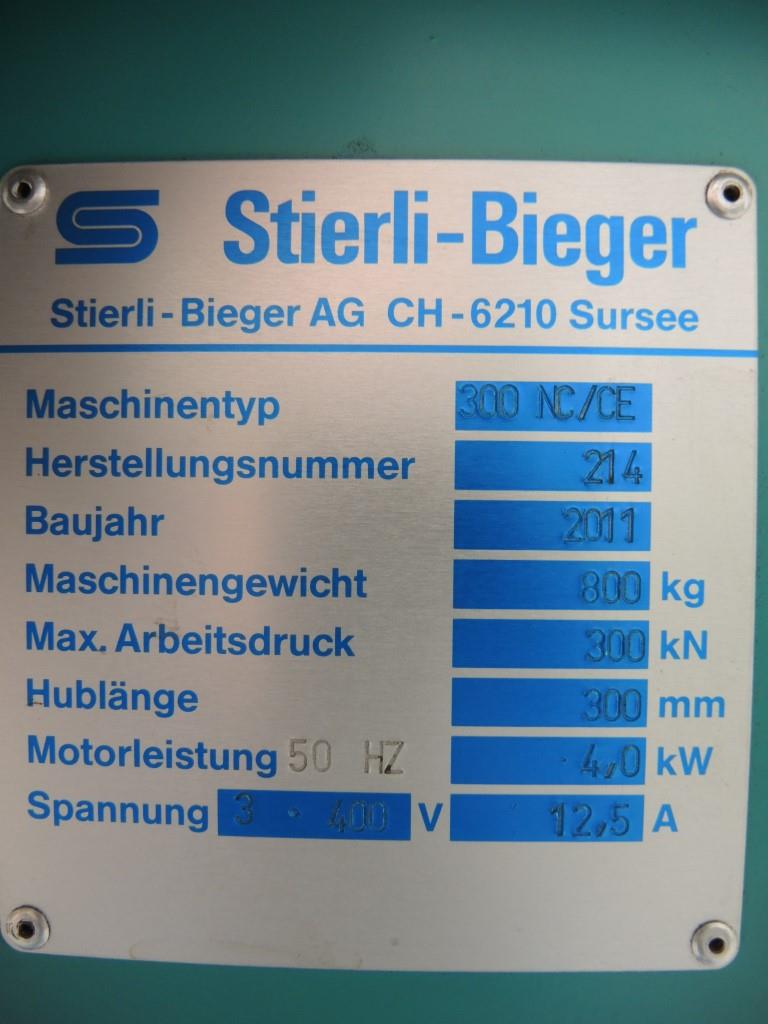 S Stierli-Bieger
Stierli-Bieger AG CH-6210 Sursee
Maschinentyp 300 NC/CE
Herstellungsnummer 214
Baujahr 2011
Maschinengewicht 800 kg
Max. Arbeitsdruck 300 kN
Hublänge 300 mm
Motorleistung 50 HZ 4,0 kW
Spannung 3 · 400 V 12,5 A